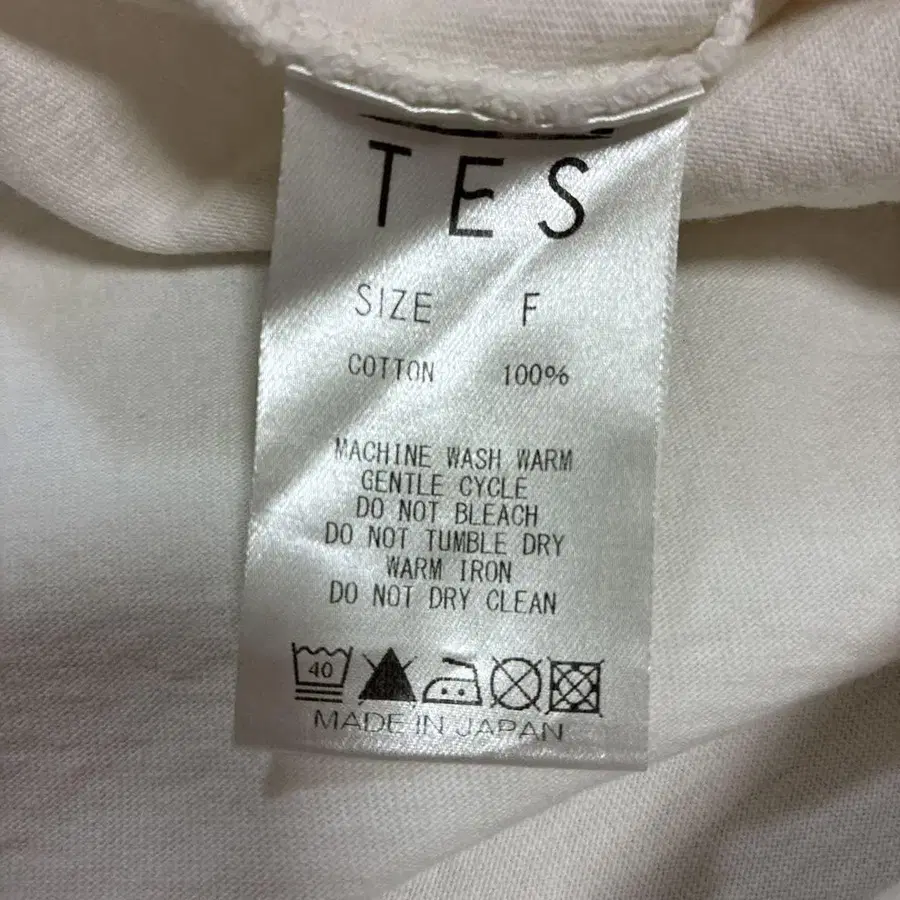 TES
SIZE F
COTTON 100%
MACHINE WASH WARM
GENTLE CYCLE
DO NOT BLEACH
DO NOT TUMBLE DRY
WARM IRON
DO NOT DRY CLEAN
40
MADE IN JAPAN